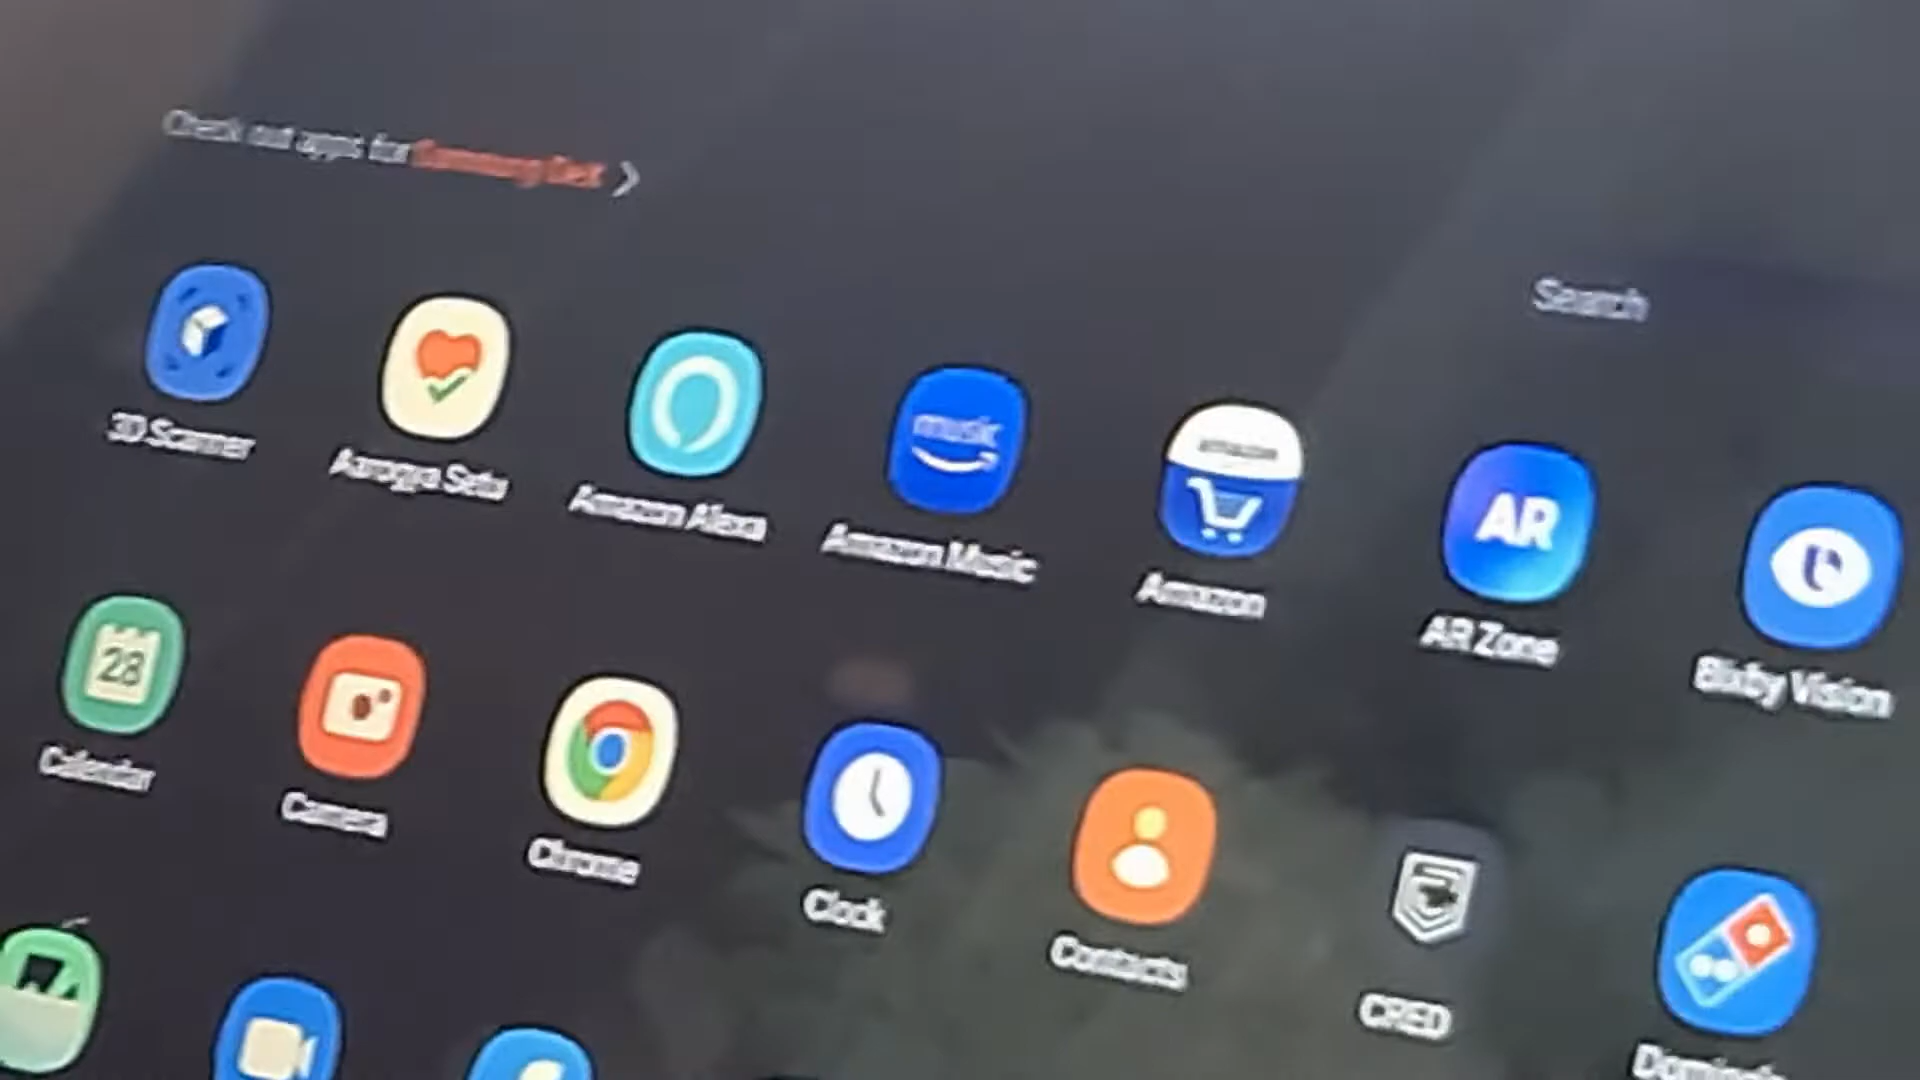 Check out apps for
Search
3D Scanner
Aarogya Setu
Amazon Alexa
music
Amazon Music
amazon
Amazon
AR
AR Zone
Bixby Vision
28
Calendar
Camera
Chrome
Clock
Contacts
CRED